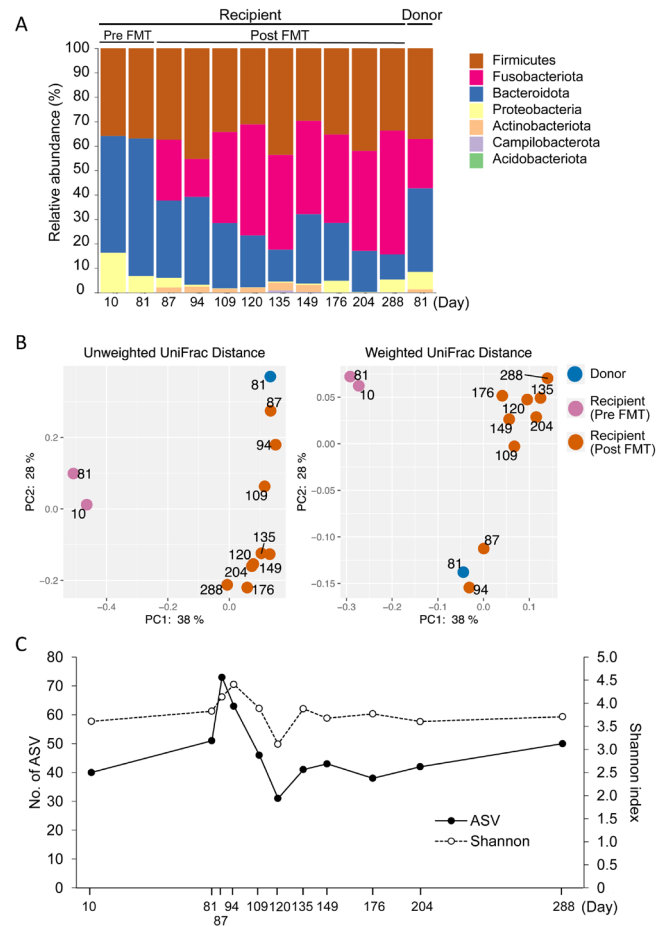 A
Recipient
Donor
Pre FMT
Post FMT
Relative abundance (%)
100
90
80
70
60
50
40
30
20
10
0
10 81 87 94 109 120 135 149 176 204 288 81 (Day)
Firmicutes
Fusobacteriota
Bacteroidota
Proteobacteria
Actinobacteriota
Campilobacterota
Acidobacteriota
B
Unweighted UniFrac Distance
PC2: 28 %
0.2
0.0
−0.2
81
87
94
109
81
10
135
120
204
149
288
176
−0.4 −0.2 0.0
PC1: 38 %
Weighted UniFrac Distance
PC2: 28 %
0.05
0.00
−0.05
−0.10
−0.15
81
10
288
176
135
120
149
204
109
87
81
94
−0.3 −0.2 0.0 0.1
PC1: 38 %
Donor
Recipient
(Pre FMT)
Recipient
(Post FMT)
C
No. of ASV
80
70
60
50
40
30
20
10
0
5.0
4.5
4.0
3.5
3.0
2.5
2.0
1.5
1.0
0.5
0
Shannon index
ASV
Shannon
10 81 87 94 109 120 135 149 176 204 288 (Day)